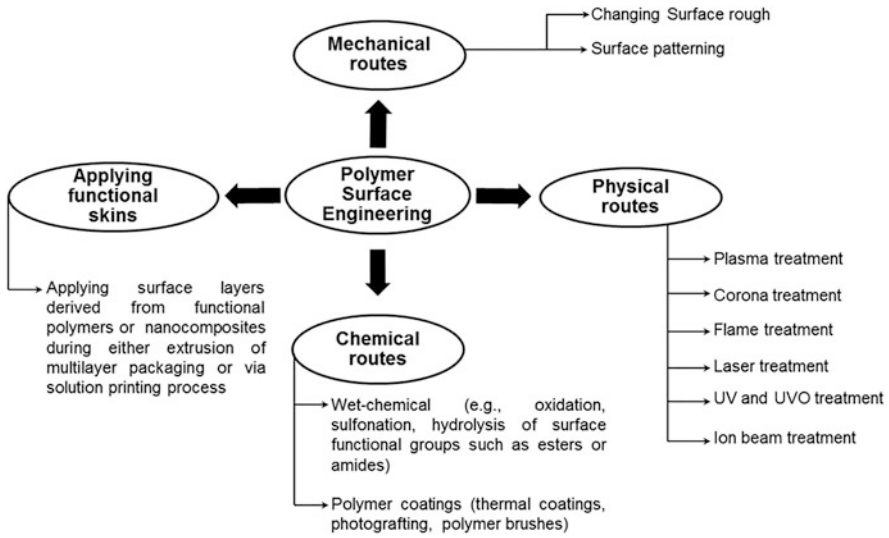 Changing Surface rough
Mechanical
routes
Surface patterning
Applying
functional
skins
Polymer
Surface
Engineering
Physical
routes
Applying surface layers
derived from functional
polymers or nanocomposites
during either extrusion of
multilayer packaging or via
solution printing process
Plasma treatment
Corona treatment
Flame treatment
Laser treatment
UV and UVO treatment
Ion beam treatment
Chemical
routes
Wet-chemical (e.g., oxidation,
sulfonation, hydrolysis of surface
functional groups such as esters or
amides)
Polymer coatings (thermal coatings,
photografting, polymer brushes)